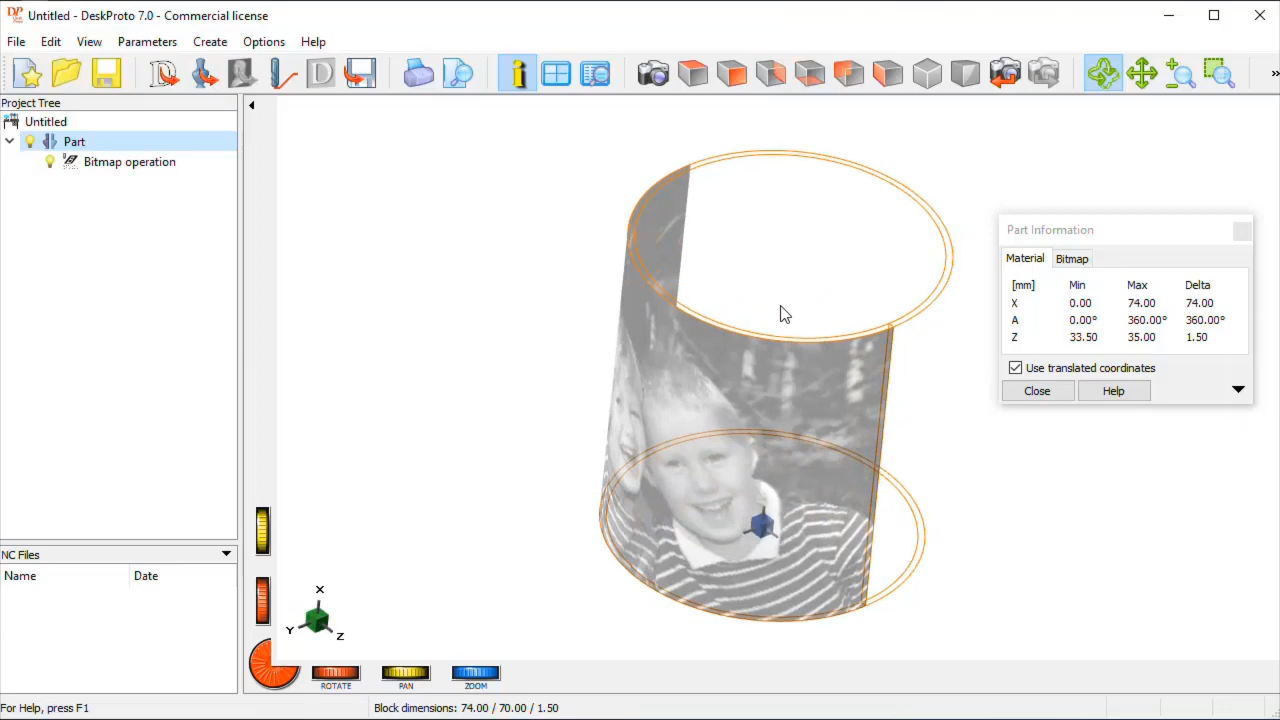 Untitled - DeskProto 7.0 - Commercial license
File Edit View Parameters Create Options Help
Project Tree
Untitled
Part
Bitmap operation
Part Information
Material Bitmap
[mm] Min Max Delta
X 0.00 74.00 74.00
A 0.00° 360.00° 360.00°
Z 33.50 35.00 1.50
Use translated coordinates
Close Help
NC Files
Name Date
X
Y
Z
ROTATE PAN ZOOM
For Help, press F1 Block dimensions: 74.00 / 70.00 / 1.50